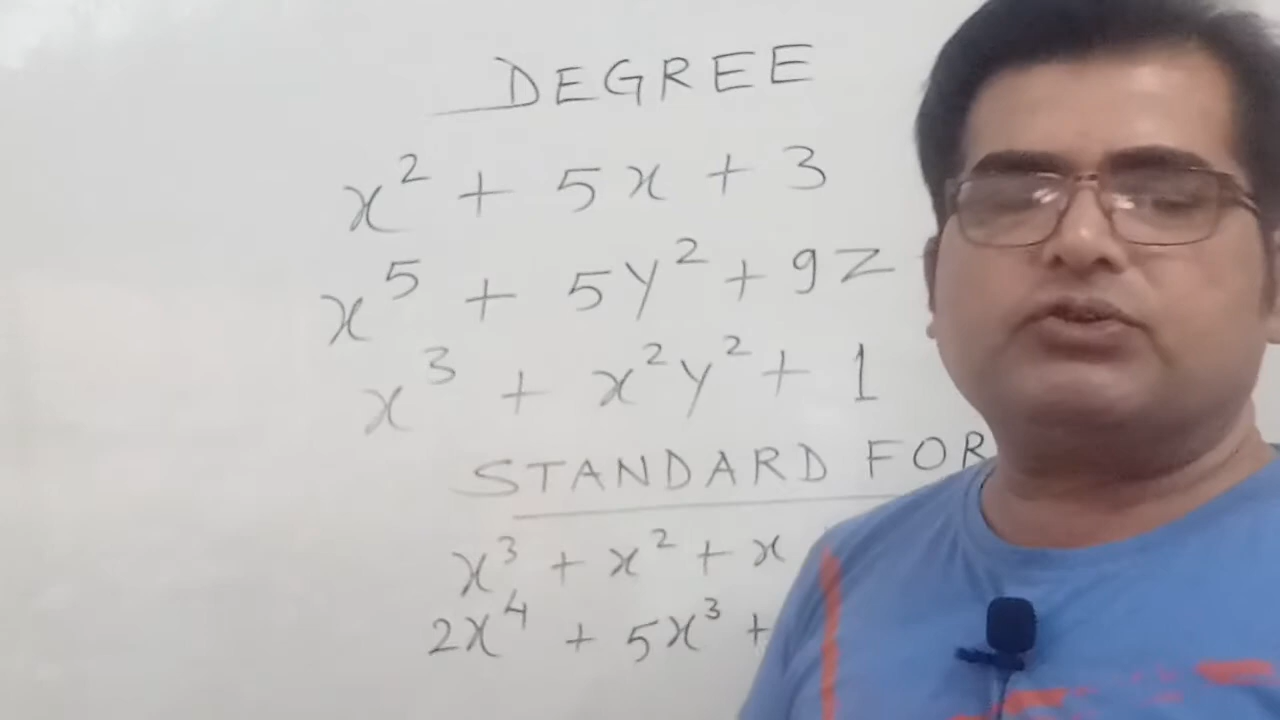 DEGREE
x² + 5x + 3
x⁵ + 5y² + 9z
x³ + x²y² + 1
STANDARD FOR
x³ + x² + x
2x⁴ + 5x³ +